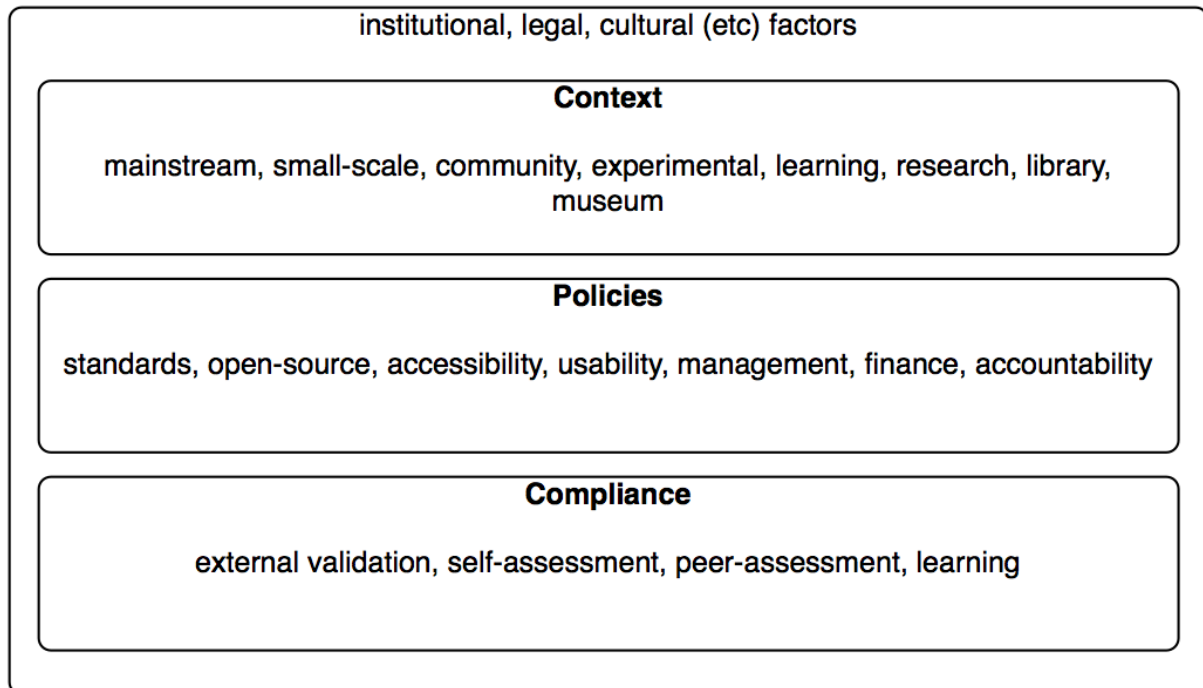 institutional, legal, cultural (etc) factors
Context
mainstream, small-scale, community, experimental, learning, research, library,
museum
Policies
standards, open-source, accessibility, usability, management, finance, accountability
Compliance
external validation, self-assessment, peer-assessment, learning